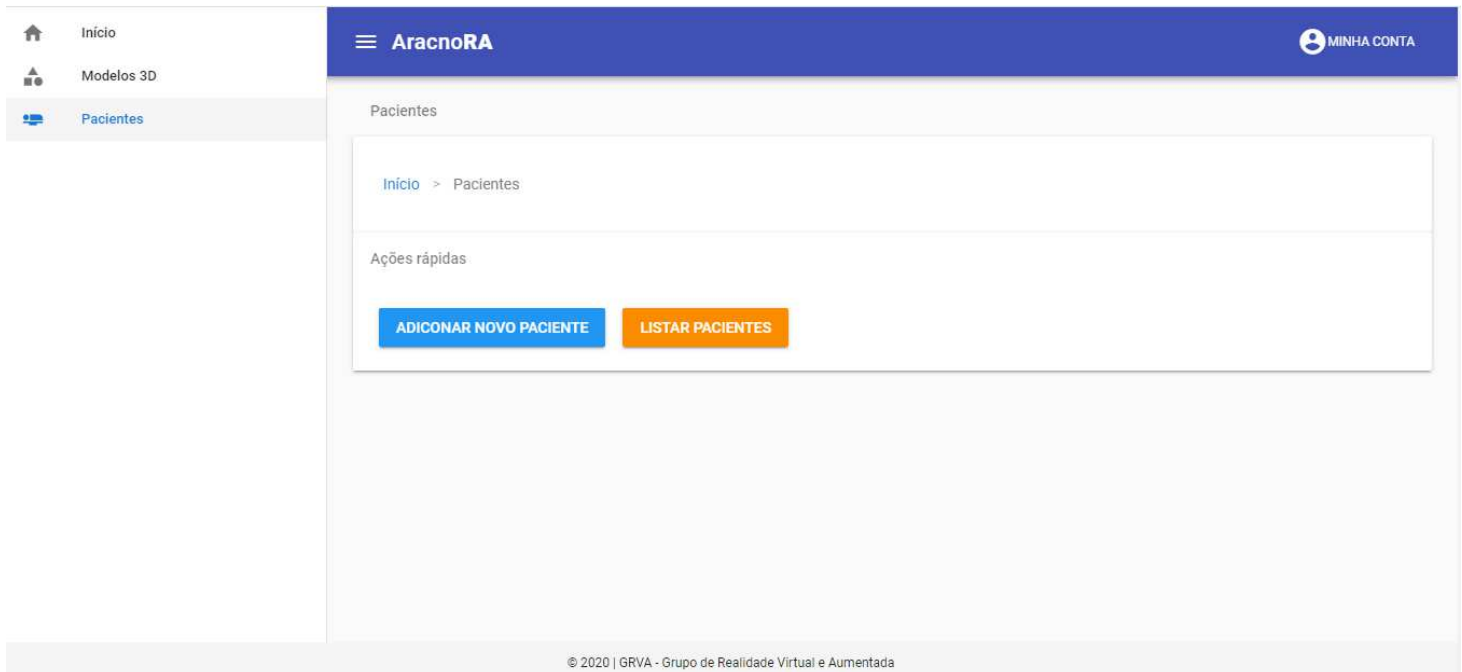 Início
Modelos 3D
Pacientes
AracnoRA
MINHA CONTA
Pacientes
Início > Pacientes
Ações rápidas
ADICONAR NOVO PACIENTE
LISTAR PACIENTES
© 2020 | GRVA - Grupo de Realidade Virtual e Aumentada